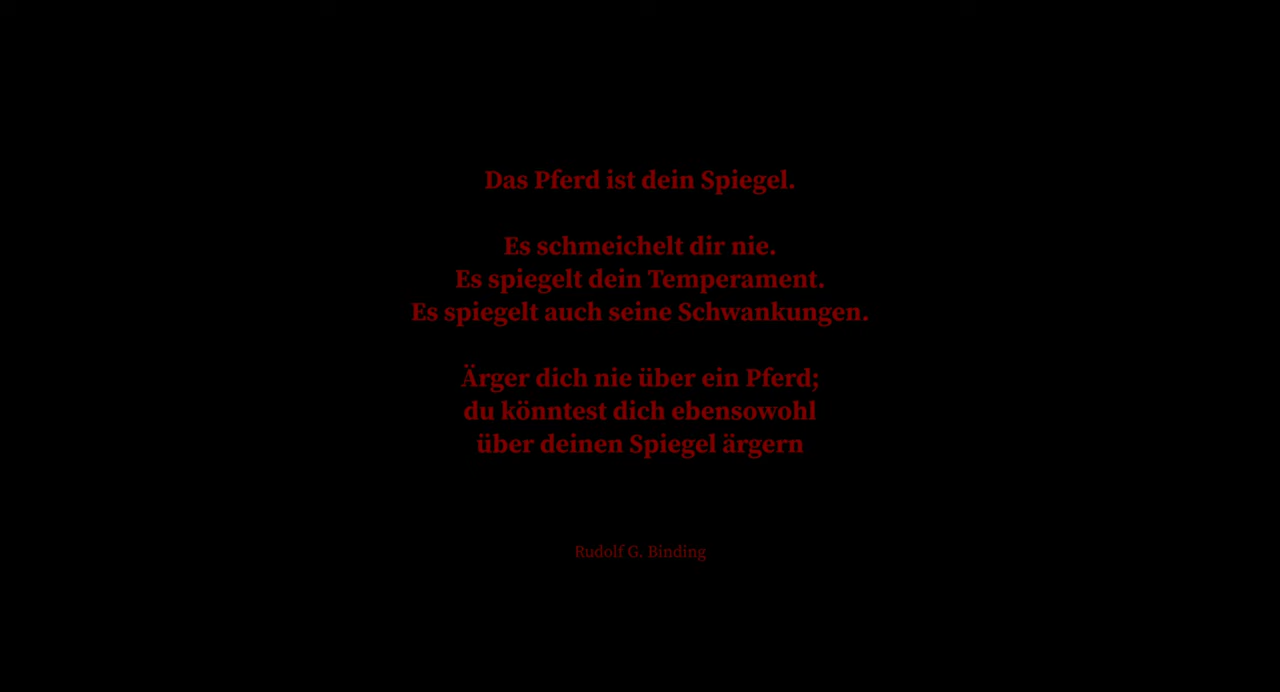 Das Pferd ist dein Spiegel.
Es schmeichelt dir nie.
Es spiegelt dein Temperament.
Es spiegelt auch seine Schwankungen.
Ärger dich nie über ein Pferd;
du könntest dich ebensowohl
über deinen Spiegel ärgern
Rudolf G. Binding